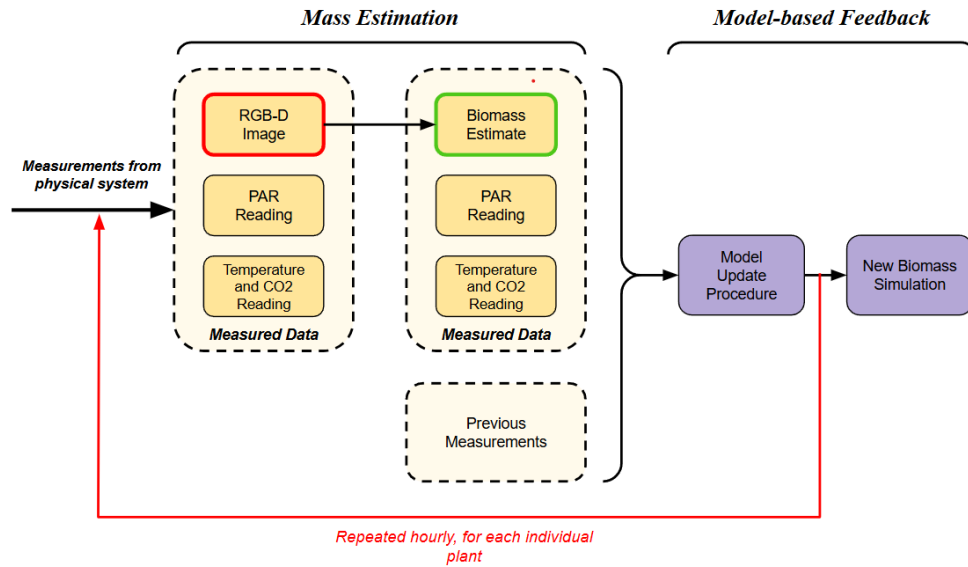 Mass Estimation
Model-based Feedback
Measurements from
physical system
RGB-D
Image
PAR
Reading
Temperature
and CO2
Reading
Measured Data
Biomass
Estimate
PAR
Reading
Temperature
and CO2
Reading
Measured Data
Previous
Measurements
Model
Update
Procedure
New Biomass
Simulation
Repeated hourly, for each individual
plant